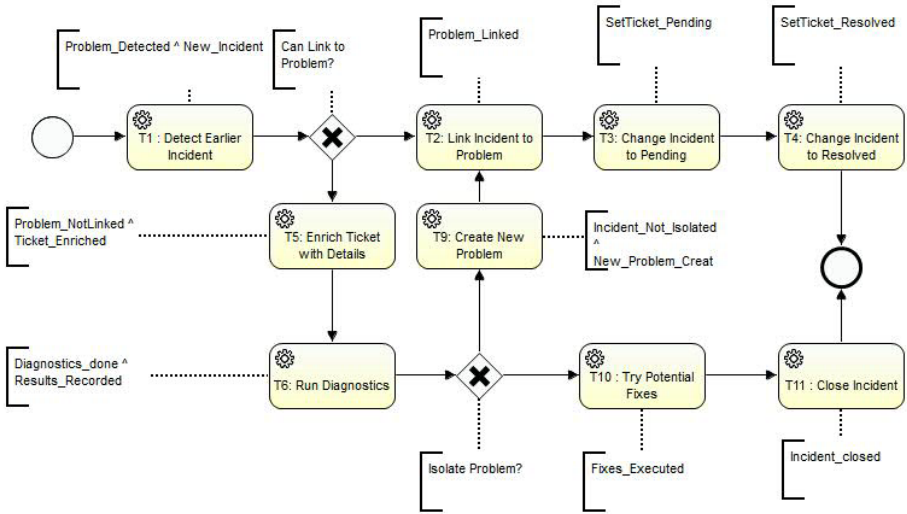 Problem_Detected ^ New_Incident
Can Link to
Problem?
Problem_Linked
SetTicket_Pending
SetTicket_Resolved
T1 : Detect Earlier
Incident
T2: Link Incident to
Problem
T3: Change Incident
to Pending
T4: Change Incident
to Resolved
Problem_NotLinked ^
Ticket_Enriched
T5: Enrich Ticket
with Details
T9: Create New
Problem
Incident_Not_Isolated
^
New_Problem_Creat
Diagnostics_done ^
Results_Recorded
T6: Run Diagnostics
T10 : Try Potential
Fixes
T11 : Close Incident
Isolate Problem?
Fixes_Executed
Incident_closed